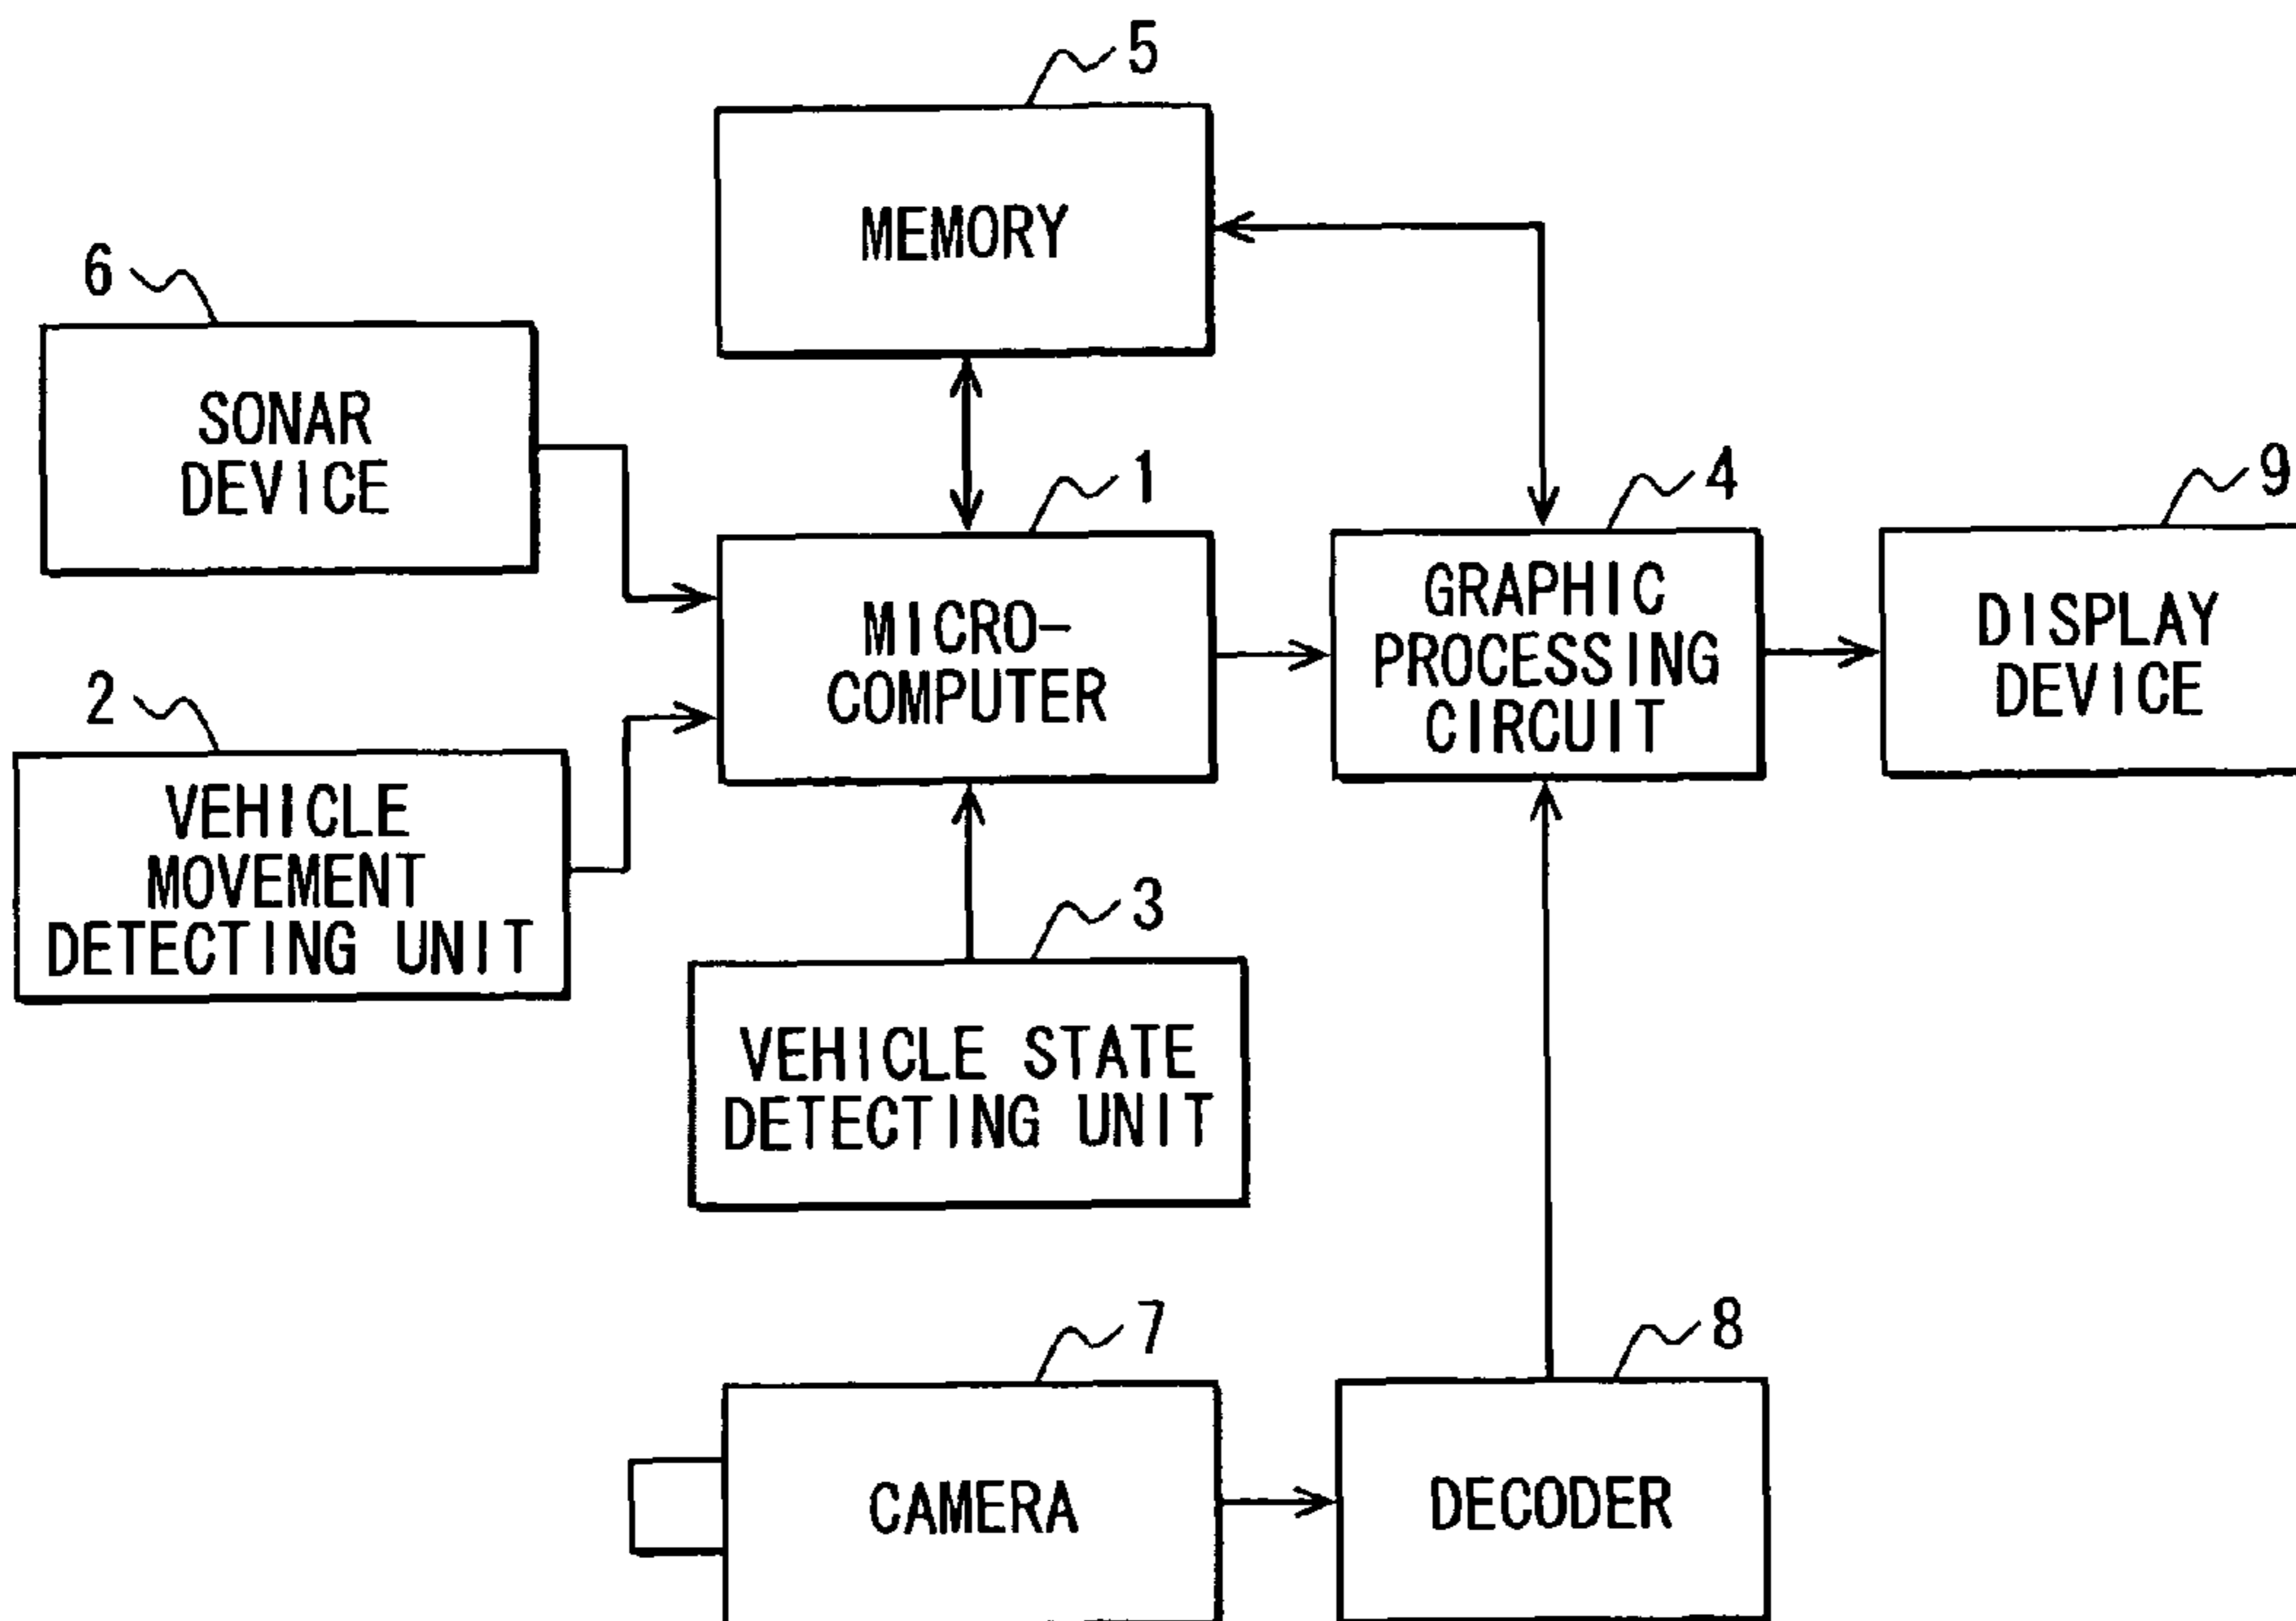 5
MEMORY
6
SONAR
DEVICE
1
MICRO-
COMPUTER
4
GRAPHIC
PROCESSING
CIRCUIT
9
DISPLAY
DEVICE
2
VEHICLE
MOVEMENT
DETECTING UNIT
3
VEHICLE STATE
DETECTING UNIT
7
CAMERA
8
DECODER